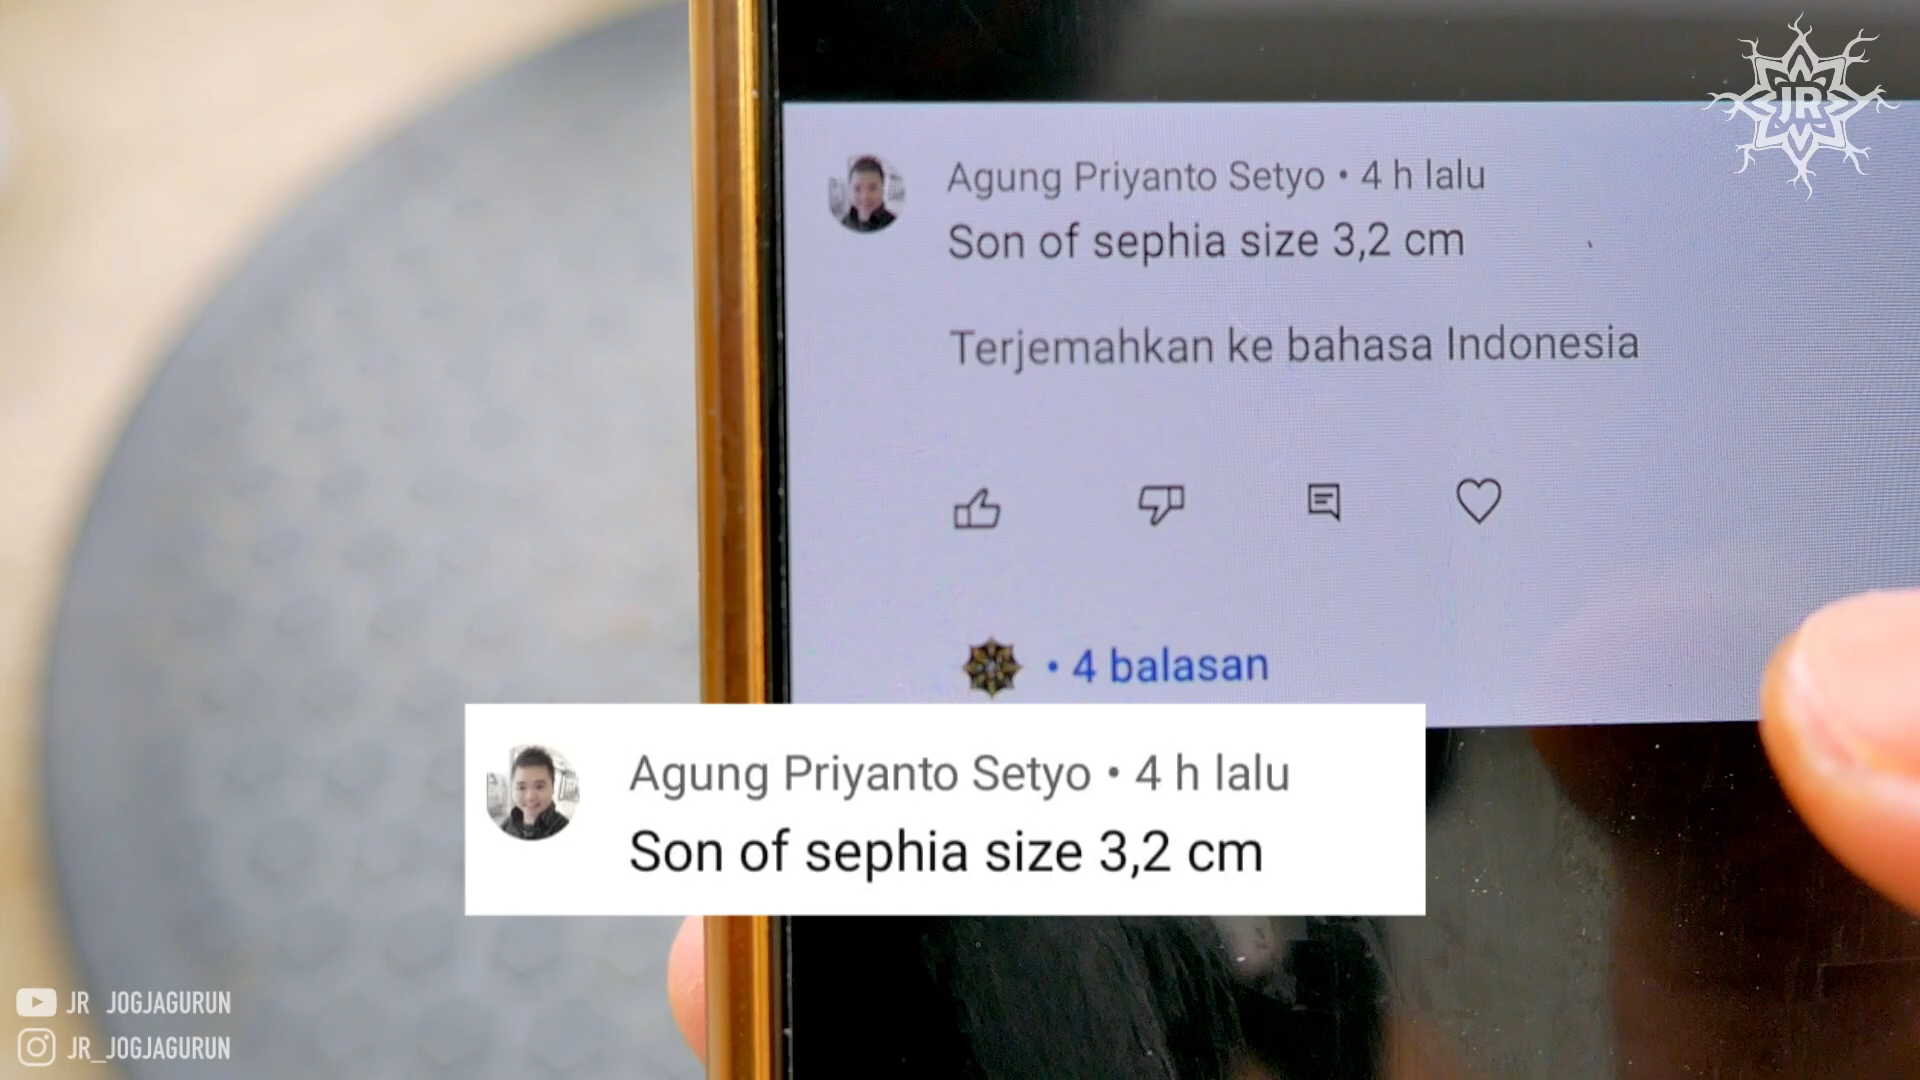 JR
Agung Priyanto Setyo • 4 h lalu
Son of sephia size 3,2 cm
Terjemahkan ke bahasa Indonesia
• 4 balasan
Agung Priyanto Setyo • 4 h lalu
Son of sephia size 3,2 cm
JR JOGJAGURUN
JR_JOGJAGURUN